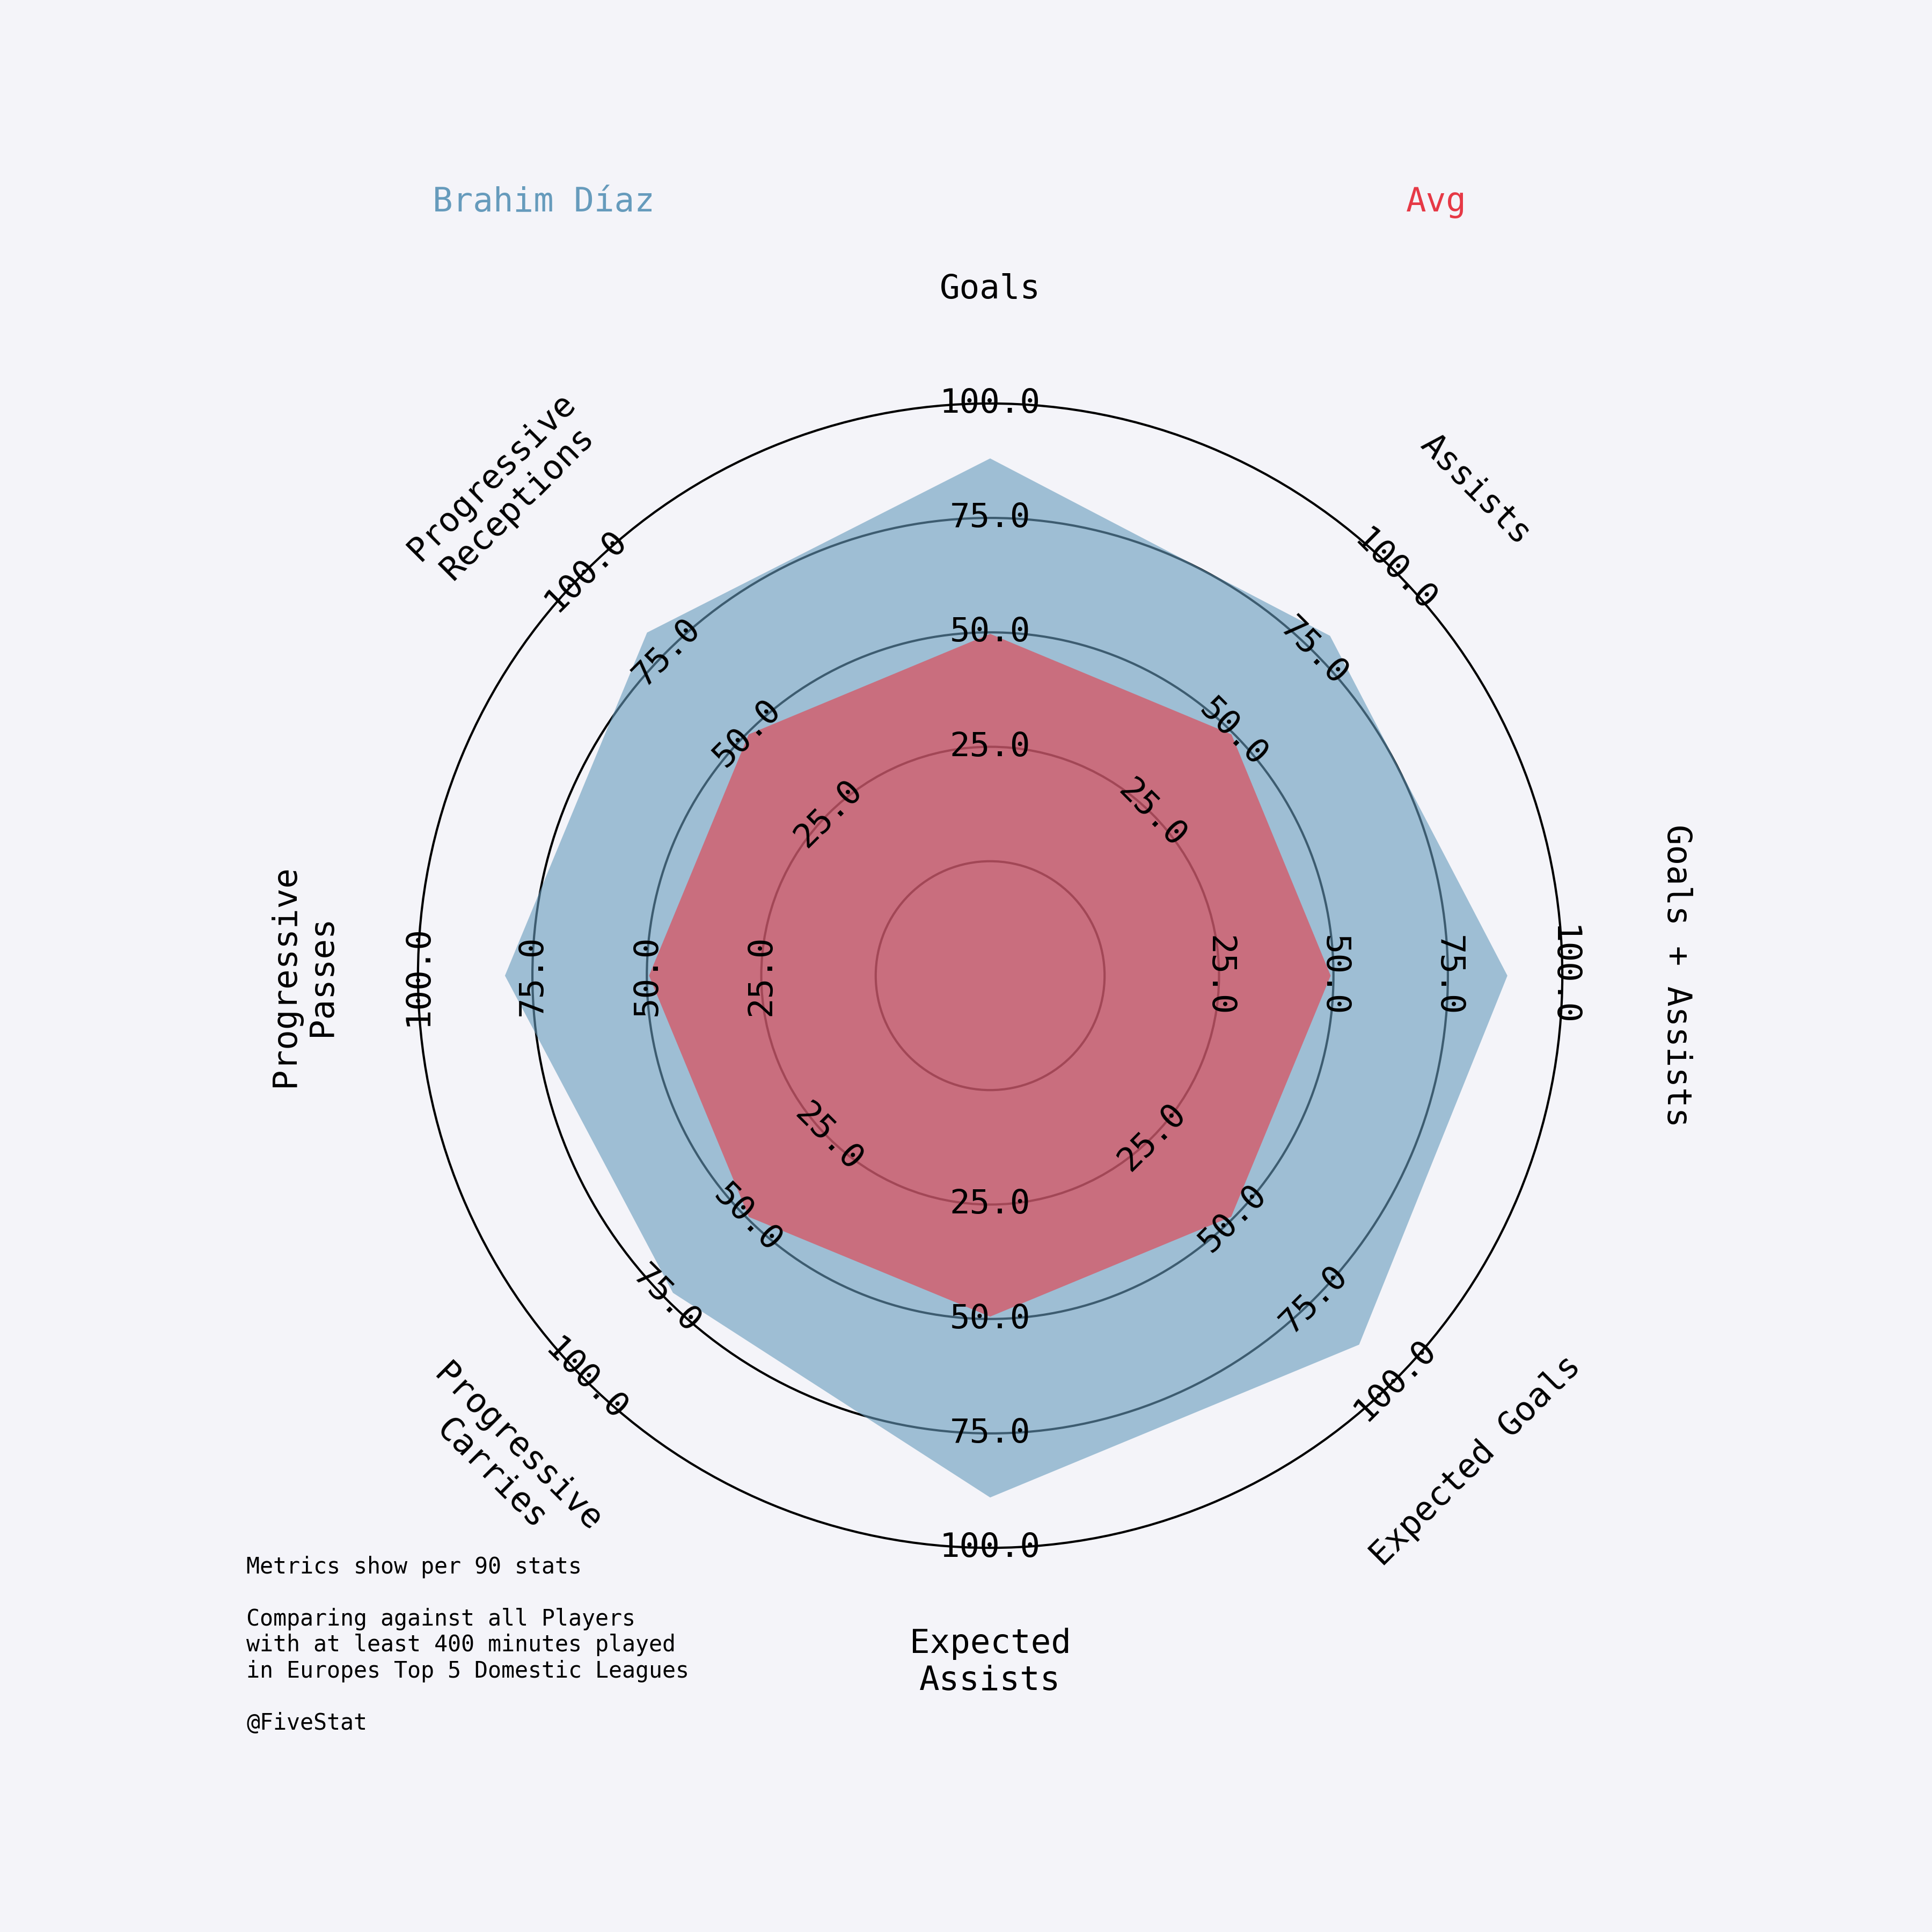 Brahim Díaz
Avg
Goals
Assists
Goals + Assists
Expected Goals
Expected
Assists
Progressive
Carries
Progressive
Passes
Progressive
Receptions
25.0
50.0
75.0
100.0
25.0
50.0
75.0
100.0
25.0
50.0
75.0
100.0
25.0
50.0
75.0
100.0
25.0
50.0
75.0
100.0
25.0
50.0
75.0
100.0
25.0
50.0
75.0
100.0
25.0
50.0
75.0
100.0
Metrics show per 90 stats
Comparing against all Players
with at least 400 minutes played
in Europes Top 5 Domestic Leagues
@FiveStat